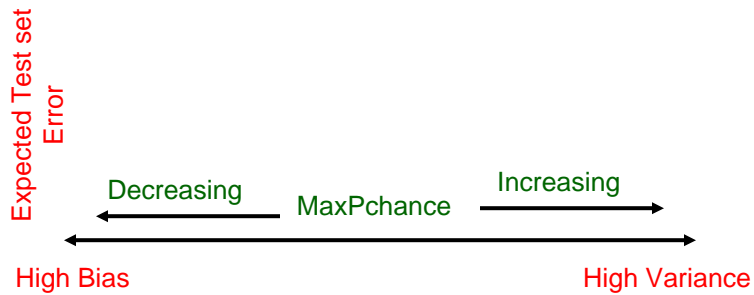 Expected Test set
Error
Decreasing
MaxPchance
Increasing
High Bias
High Variance